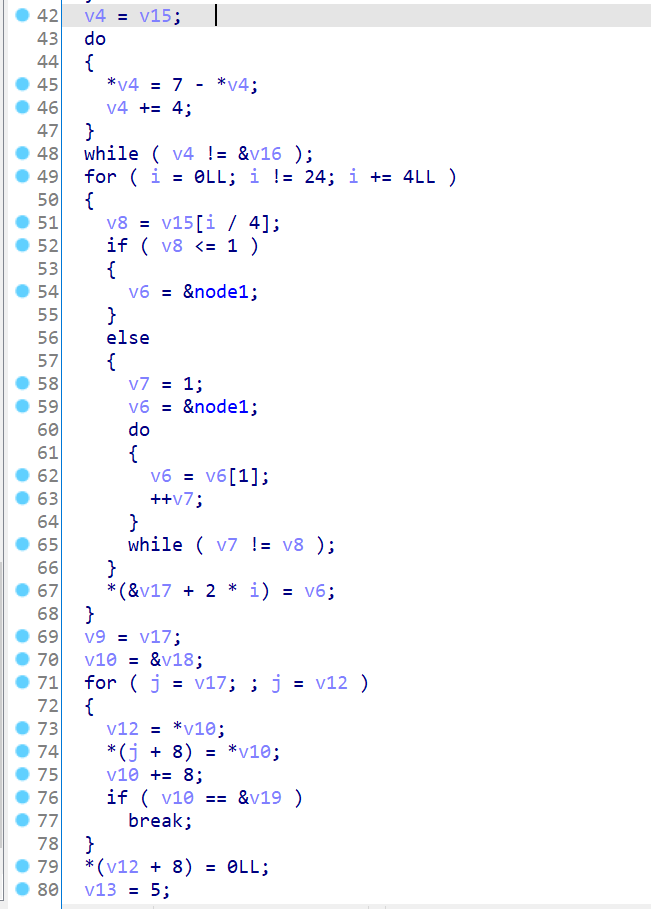 42 v4 = v15;
43 do
44 {
45 *v4 = 7 - *v4;
46 v4 += 4;
47 }
48 while ( v4 != &v16 );
49 for ( i = 0LL; i != 24; i += 4LL )
50 {
51 v8 = v15[i / 4];
52 if ( v8 <= 1 )
53 {
54 v6 = &node1;
55 }
56 else
57 {
58 v7 = 1;
59 v6 = &node1;
60 do
61 {
62 v6 = v6[1];
63 ++v7;
64 }
65 while ( v7 != v8 );
66 }
67 *(&v17 + 2 * i) = v6;
68 }
69 v9 = v17;
70 v10 = &v18;
71 for ( j = v17; ; j = v12 )
72 {
73 v12 = *v10;
74 *(j + 8) = *v10;
75 v10 += 8;
76 if ( v10 == &v19 )
77 break;
78 }
79 *(v12 + 8) = 0LL;
80 v13 = 5;